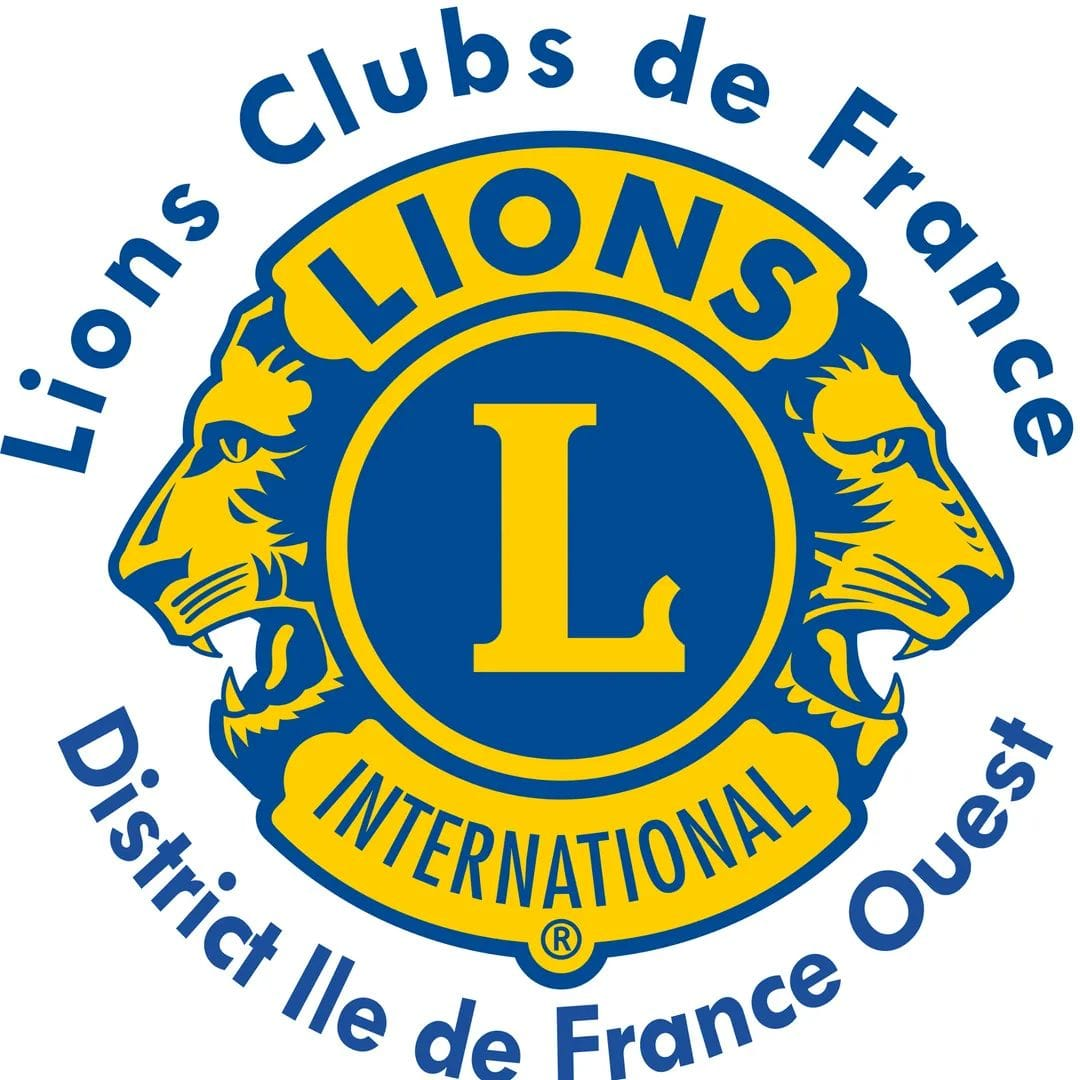 Lions Clubs de France
LIONS
L
INTERNATIONAL
®
District Ile de France Ouest